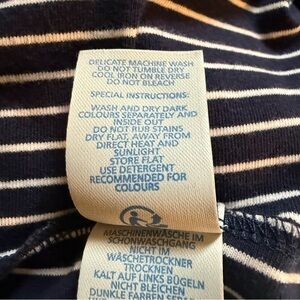 DELICATE MACHINE WASH
DO NOT TUMBLE DRY
COOL IRON ON REVERSE
DO NOT BLEACH
SPECIAL INSTRUCTIONS:
WASH AND DRY DARK
COLOURS SEPARATELY AND
INSIDE OUT
DO NOT RUB STAINS
DRY FLAT, AWAY FROM
DIRECT HEAT AND
SUNLIGHT
STORE FLAT
USE DETERGENT
RECOMMENDED FOR
COLOURS
MASCHINENWÄSCHE IM
SCHONWASCHGANG
NICHT IM
WÄSCHETROCKNER
TROCKNEN
KALT AUF LINKS BÜGELN
NICHT BLEICHEN
DUNKLE FARBEN SEP